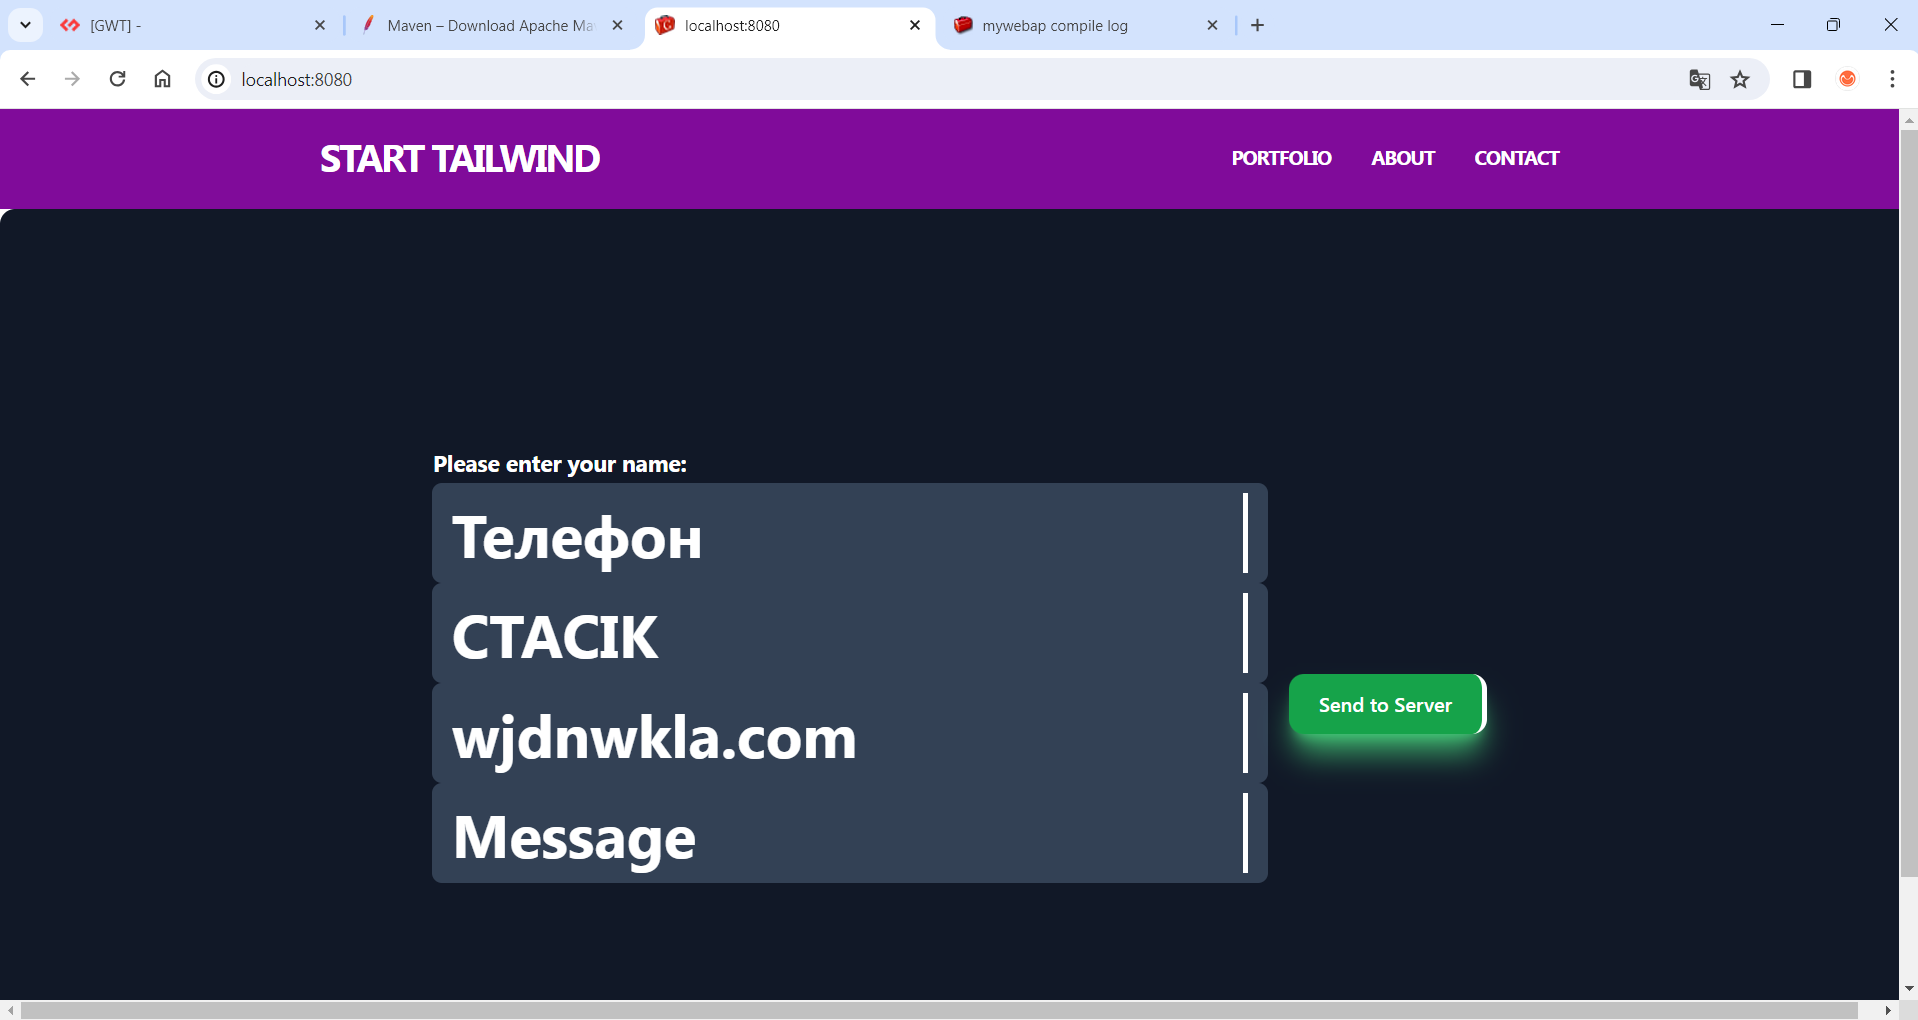 [GWT] -
Maven – Download Apache Ma
localhost:8080
mywebap compile log
localhost:8080
START TAILWIND
PORTFOLIO
ABOUT
CONTACT
Please enter your name:
Телефон
СТАСІК
wjdnwkla.com
Send to Server
Message